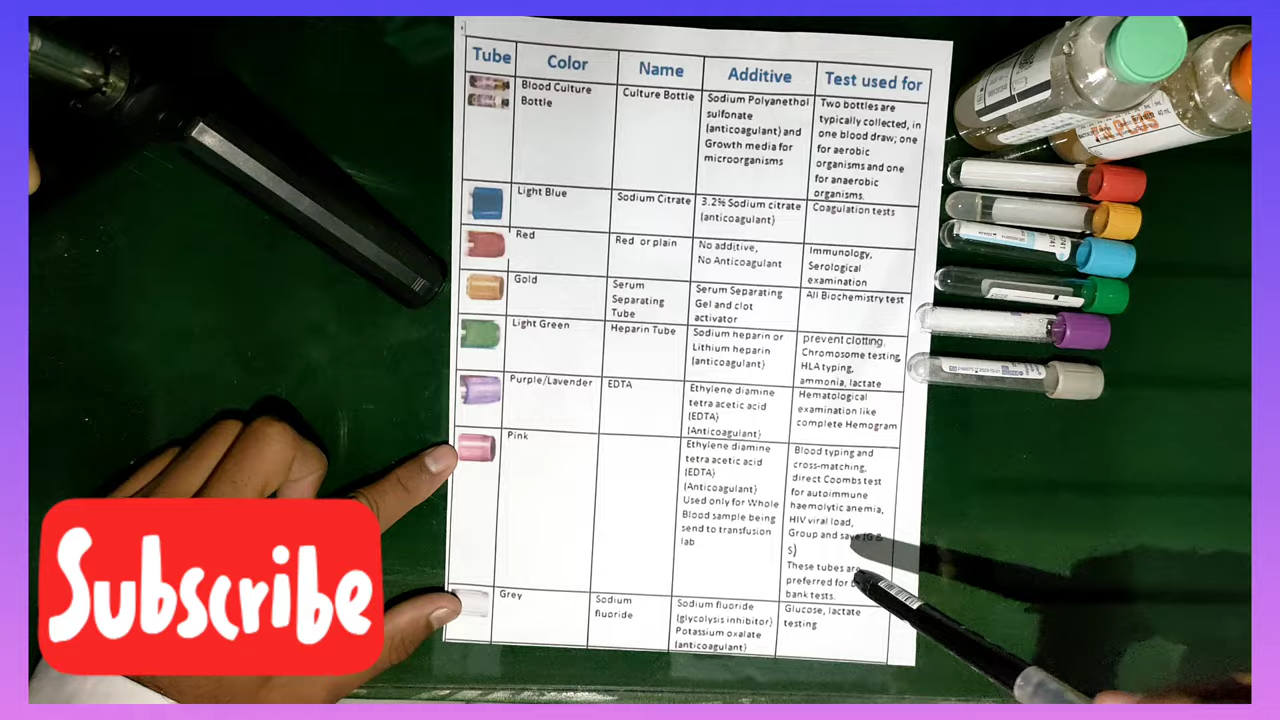 Tube Color Name Additive Test used for
Blood Culture
Bottle
Culture Bottle
Sodium Polyanethol
sulfonate
(anticoagulant) and
Growth media for
microorganisms
Two bottles are
typically collected, in
one blood draw; one
for aerobic
organisms and one
for anaerobic
organisms.
Light Blue
Sodium Citrate
3.2% Sodium citrate
(anticoagulant)
Coagulation tests
Red
Red or plain
No additive,
No Anticoagulant
Immunology,
Serological
examination
Gold
Serum
Separating
Tube
Serum Separating
Gel and clot
activator
All Biochemistry test
Light Green
Heparin Tube
Sodium heparin or
Lithium heparin
(anticoagulant)
prevent clotting.
Chromosome testing
HLA typing,
ammonia, lactate
Purple/Lavender
EDTA
Ethylene diamine
tetra acetic acid
(EDTA)
(Anticoagulant)
Hematological
examination like
complete Hemogram
Pink
Ethylene diamine
tetra acetic acid
(EDTA)
(Anticoagulant)
Used only for Whole
Blood sample being
send to transfusion
lab
Blood typing and
cross-matching,
direct Coombs test
for autoimmune
haemolytic anemia,
HIV viral load,
Group and save (G &
S)
These tubes are
preferred for
bank tests.
Grey
Sodium
fluoride
Sodium fluoride
(glycolysis inhibitor)
Potassium oxalate
(anticoagulant)
Glucose, lactate
testing
PLUS
40 mL
Subscribe